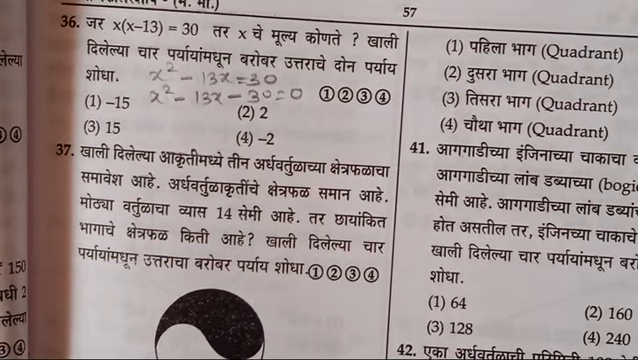 57
36. जर x(x–13) = 30 तर x चे मूल्य कोणते ? खाली
दिलेल्या चार पर्यायांमधून बरोबर उत्तराचे दोन पर्याय
शोधा. x² – 13x = 30
x² – 13x – 30 = 0 ①②③④
(1) –15 (2) 2
(3) 15 (4) –2
37. खाली दिलेल्या आकृतीमध्ये तीन अर्धवर्तुळाच्या क्षेत्रफळाचा
समावेश आहे. अर्धवर्तुळाकृतींचे क्षेत्रफळ समान आहे.
मोठ्या वर्तुळाचा व्यास 14 सेमी आहे. तर छायांकित
भागाचे क्षेत्रफळ किती आहे? खाली दिलेल्या चार
पर्यायांमधून उत्तराचा बरोबर पर्याय शोधा.①②③④
(1) पहिला भाग (Quadrant)
(2) दुसरा भाग (Quadrant)
(3) तिसरा भाग (Quadrant)
(4) चौथा भाग (Quadrant)
41. आगगाडीच्या इंजिनाच्या चाकाचा
आगगाडीच्या लांब डब्याच्या (bogi
सेमी आहे. आगगाडीच्या लांब
होत असतील तर, इंजिनच्या चाकाचे
खाली दिलेल्या चार पर्यायांमधून
शोधा.
(1) 64 (2) 160
(3) 128 (4) 240
42. एका अर्धवर्तुळाची